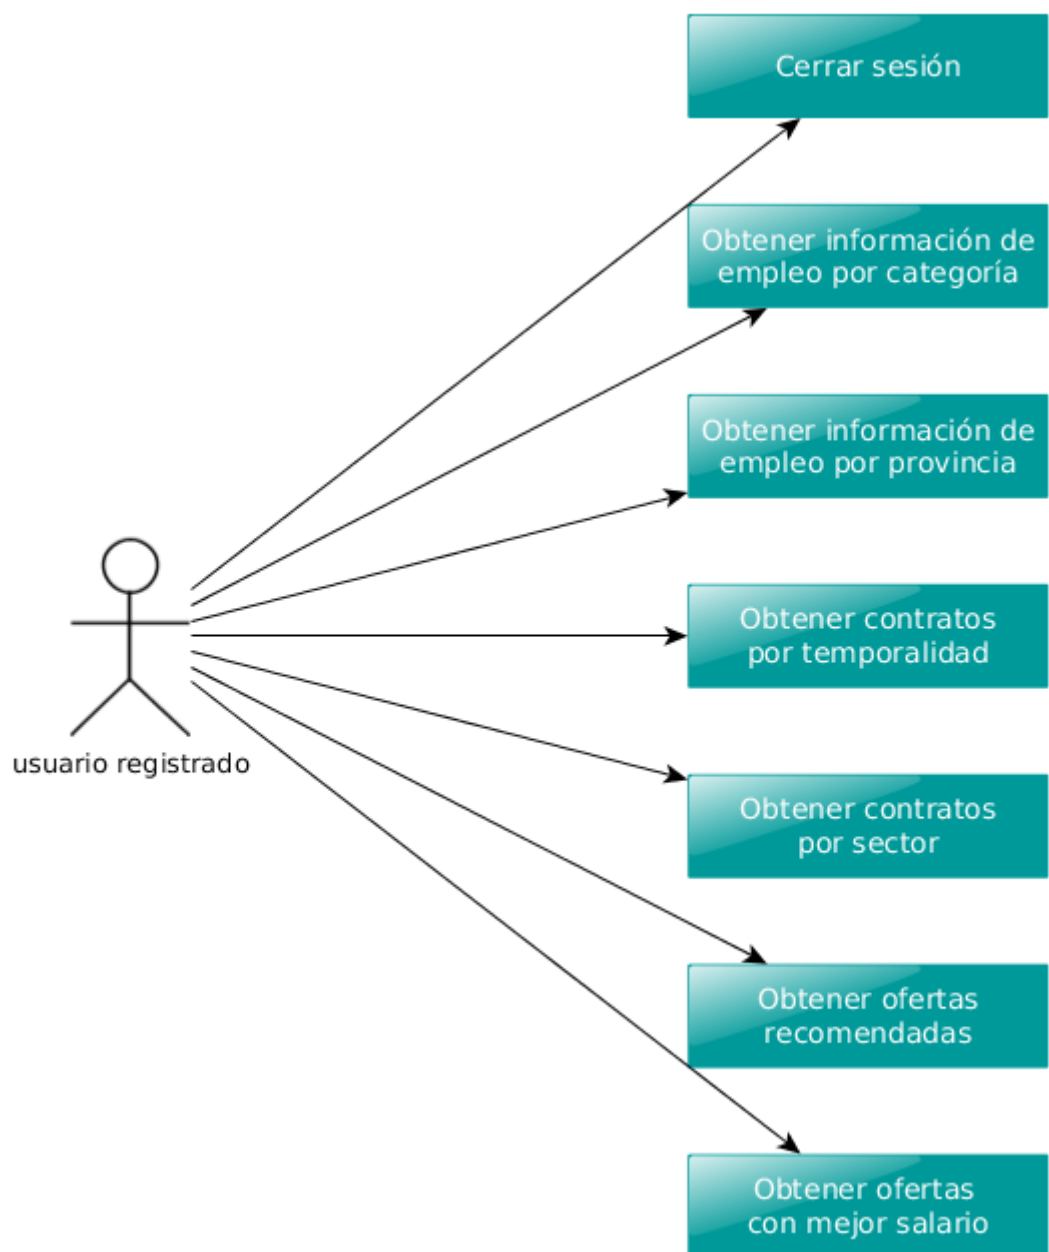 Cerrar sesión
Obtener información de
empleo por categoría
Obtener información de
empleo por provincia
Obtener contratos
por temporalidad
usuario registrado
Obtener contratos
por sector
Obtener ofertas
recomendadas
Obtener ofertas
con mejor salario